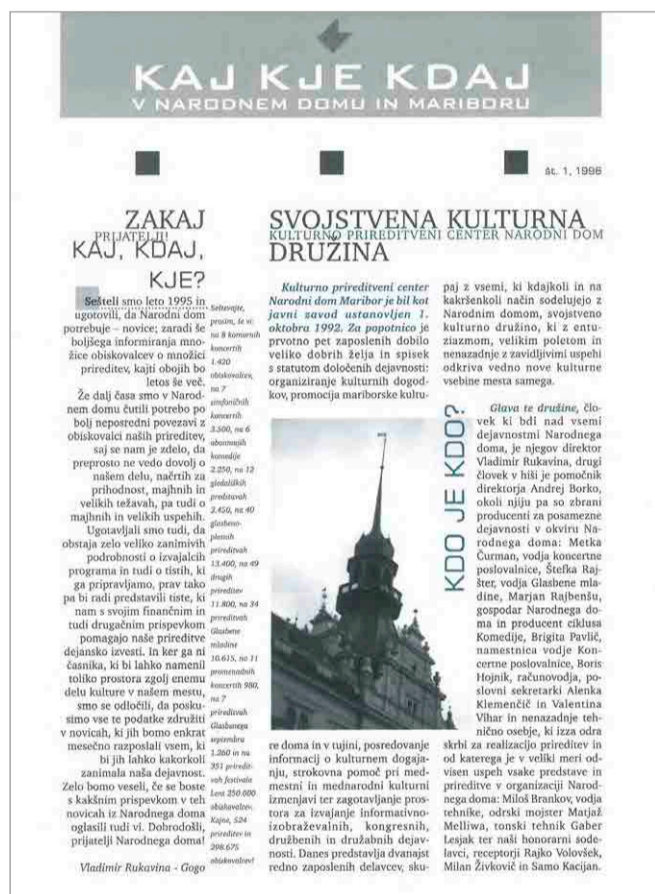 KAJ KJE KDAJ
V NARODNEM DOMU IN MARIBORU
št. 1, 1996
ZAKAJ
PRIJATELJI!
KAJ, KDAJ,
KJE?
Sešteli smo leto 1995 in
ugotovili, da Narodni dom
potrebuje – novice; zaradi še
boljšega informiranja mno-
žice obiskovalcev o množici
prireditev, kajti obojih bo
letos še več.
Že dalj časa smo v Narod-
nem domu čutili potrebo po
bolj neposredni povezavi z
obiskovalci naših prireditev,
saj se nam je zdelo, da
preprosto ne vedo dovolj o
našem delu, načrtih za
prihodnost, majhnih in
velikih težavah, pa tudi o
majhnih in velikih uspehih.
Ugotavljali smo tudi, da
obstaja zelo veliko zanimivih
podrobnosti o izvajalcih
programa in tudi o tistih, ki
ga pripravljamo, prav tako
pa bi radi predstavili tiste, ki
nam s svojim finančnim in
tudi drugačnim prispevkom
pomagajo naše prireditve
dejansko izvesti. In ker ga ni
časnika, ki bi lahko namenil
toliko prostora zgolj enemu
delu kulture v našem mestu,
smo se odločili, da posku-
simo vse te podatke združiti
v novicah, ki jih bomo enkrat
mesečno razposlali vsem, ki
bi jih lahko kakorkoli
zanimala naša dejavnost.
Zelo bomo veseli, če se boste
s kakšnim prispevkom v teh
novicah iz Narodnega doma
oglasili tudi vi. Dobrodošli,
prijatelji Narodnega doma!
Vladimir Rukavina - Gogo
Seštevajte,
prosim, še vi:
na 8 komornih
koncertih
1.420
obiskovalcev,
na 7
simfoničnih
koncertih
3.500, na 6
abonmajih
komedije
2.250, na 12
gledaliških
predstavah
3.450, na 40
glasbeno-
plesnih
prireditvah
13.400, na 49
drugih
prireditev
11.800, na 34
prireditvah
Glasbene
mladine
10.615, na 11
promenadnih
koncertih 980,
na 7
prireditvah
Glasbenega
septembra
1.260 in na
351 priredit-
vah festivala
Lent 250.000
obiskovalcev.
Kajne, 524
prireditev in
298.675
obiskovalcev!
SVOJSTVENA KULTURNA
KULTURNO PRIREDITVENI CENTER NARODNI DOM
DRUŽINA
Kulturno prireditveni center
Narodni dom Maribor je bil kot
javni zavod ustanovljen 1.
oktobra 1992. Za popotnico je
prvotno pet zaposlenih dobilo
veliko dobrih želja in spisek
s statutom določenih dejavnosti:
organiziranje kulturnih dogod-
kov, promocija mariborske kultu-
re doma in v tujini, posredovanje
informacij o kulturnem dogaja-
nju, strokovna pomoč pri med-
mestni in mednarodni kulturni
izmenjavi ter zagotavljanje pros-
tora za izvajanje informativno-
izobraževalnih, kongresnih,
družbenih in družabnih dejav-
nosti. Danes predstavlja dvanajst
redno zaposlenih delavcev, sku-
paj z vsemi, ki kdajkoli in na
kakršenkoli način sodelujejo z
Narodnim domom, svojstveno
kulturno družino, ki z entu-
ziazmom, velikim poletom in
nenazadnje z zavidljivimi uspehi
odkriva vedno nove kulturne
vsebine mesta samega.
KDO JE KDO?
Glava te družine, člo-
vek ki bdi nad vsemi
dejavnostmi Narodnega
doma, je njegov direktor
Vladimir Rukavina, drugi
človek v hiši je pomočnik
direktorja Andrej Borko,
okoli njiju pa so zbrani
producenti za posamezne
dejavnosti v okviru Na-
rodnega doma: Metka
Čurman, vodja koncertne
poslovalnice, Štefka Raj-
šter, vodja Glasbene mla-
dine, Marjan Rajbenšu,
gospodar Narodnega do-
ma in producent ciklusa
Komedije, Brigita Pavlič,
namestnica vodje Kon-
certne poslovalnice, Boris
Hojnik, računovodja, po-
slovni sekretarki Alenka
Klemenčič in Valentina
Vihar in nenazadnje teh-
nično osebje, ki izza odra
skrbi za realizacijo prireditev in
od katerega je v veliki meri od-
visen uspeh vsake predstave in
prireditve v organizaciji Narod-
nega doma: Miloš Brankov, vodja
tehnike, odrski mojster Matjaž
Melliwa, tonski tehnik Gaber
Lesjak ter naši honorarni sode-
lavci, receptorji Rajko Volovšek,
Milan Živkovič in Samo Kacijan.